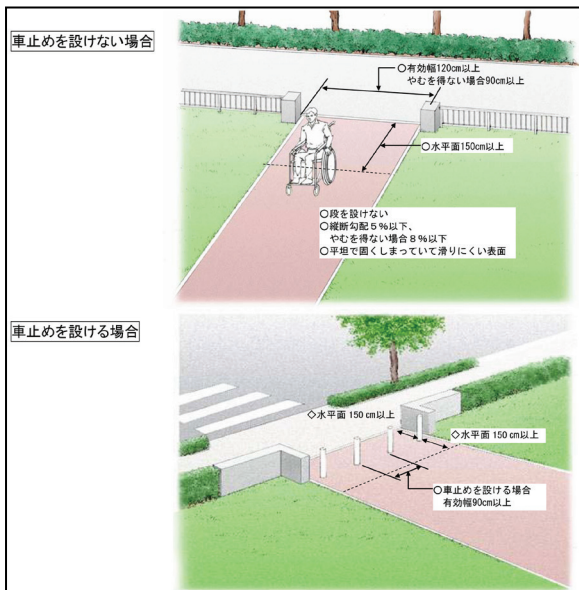 車止めを設けない場合
○有効幅120cm以上
やむを得ない場合90cm以上
○水平面150cm以上
○段を設けない
○縦断勾配5%以下、
やむを得ない場合8%以下
○平坦で固くしまっていて滑りにくい表面
車止めを設ける場合
◇水平面 150 cm以上
◇水平面 150 cm以上
○車止めを設ける場合
有効幅90cm以上